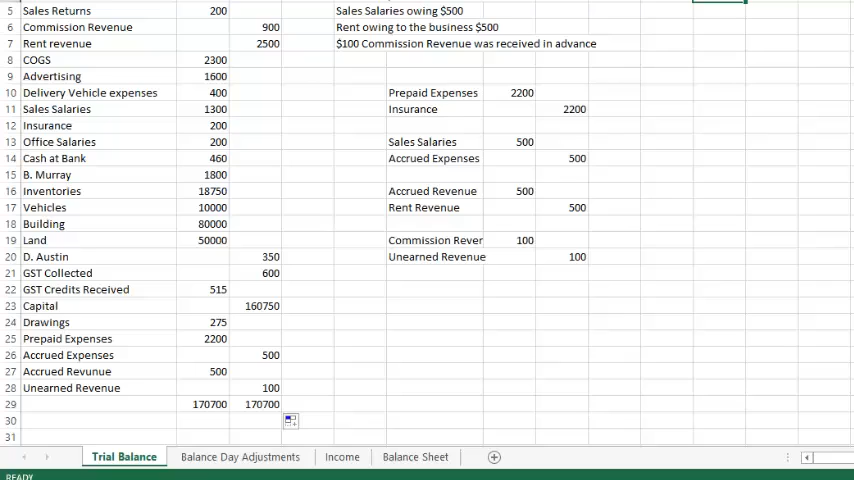 5 Sales Returns 200 Sales Salaries owing $500
6 Commission Revenue 900 Rent owing to the business $500
7 Rent revenue 2500 $100 Commission Revenue was received in advance
8 COGS 2300
9 Advertising 1600
10 Delivery Vehicle expenses 400 Prepaid Expenses 2200
11 Sales Salaries 1300 Insurance 2200
12 Insurance 200
13 Office Salaries 200 Sales Salaries 500
14 Cash at Bank 460 Accrued Expenses 500
15 B. Murray 1800
16 Inventories 18750 Accrued Revenue 500
17 Vehicles 10000 Rent Revenue 500
18 Building 80000
19 Land 50000 Commission Rever 100
20 D. Austin 350 Unearned Revenue 100
21 GST Collected 600
22 GST Credits Received 515
23 Capital 160750
24 Drawings 275
25 Prepaid Expenses 2200
26 Accrued Expenses 500
27 Accrued Revunue 500
28 Unearned Revenue 100
29 170700 170700
30
31
Trial Balance Balance Day Adjustments Income Balance Sheet
READY